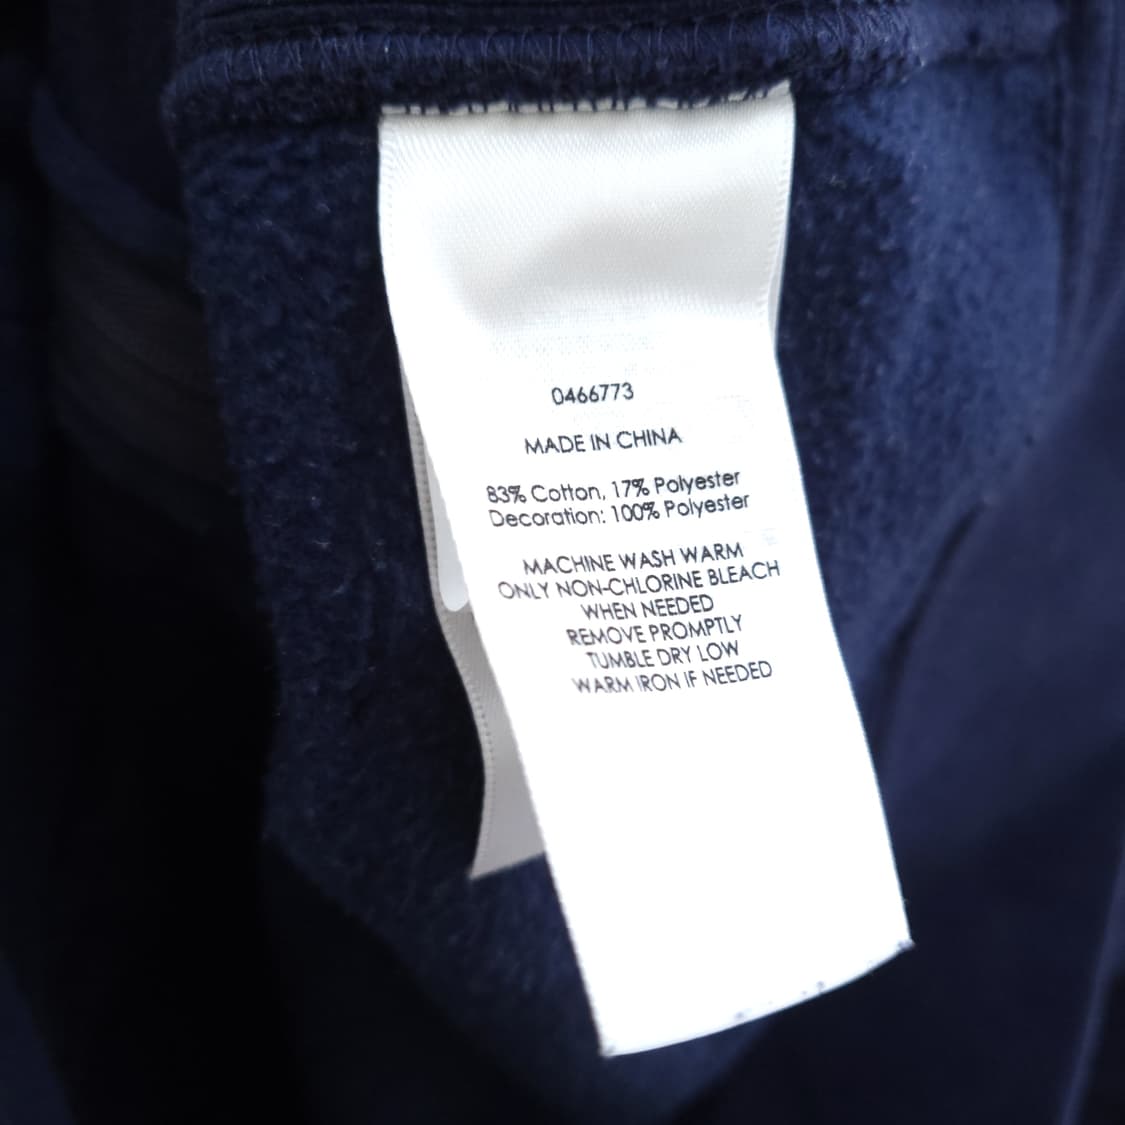 0466773
MADE IN CHINA
83% Cotton, 17% Polyester
Decoration: 100% Polyester
MACHINE WASH WARM
ONLY NON-CHLORINE BLEACH
WHEN NEEDED
REMOVE PROMPTLY
TUMBLE DRY LOW
WARM IRON IF NEEDED